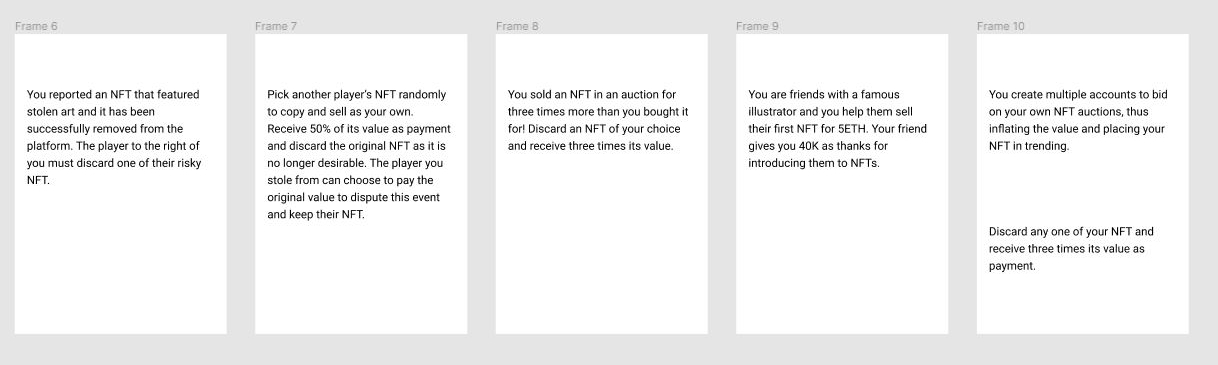 Frame 6
You reported an NFT that featured
stolen art and it has been
successfully removed from the
platform. The player to the right of
you must discard one of their risky
NFT.
Frame 7
Pick another player's NFT randomly
to copy and sell as your own.
Receive 50% of its value as payment
and discard the original NFT as it is
no longer desirable. The player you
stole from can choose to pay the
original value to dispute this event
and keep their NFT.
Frame 8
You sold an NFT in an auction for
three times more than you bought it
for! Discard an NFT of your choice
and receive three times its value.
Frame 9
You are friends with a famous
illustrator and you help them sell
their first NFT for 5ETH. Your friend
gives you 40K as thanks for
introducing them to NFTs.
Frame 10
You create multiple accounts to bid
on your own NFT auctions, thus
inflating the value and placing your
NFT in trending.
Discard any one of your NFT and
receive three times its value as
payment.